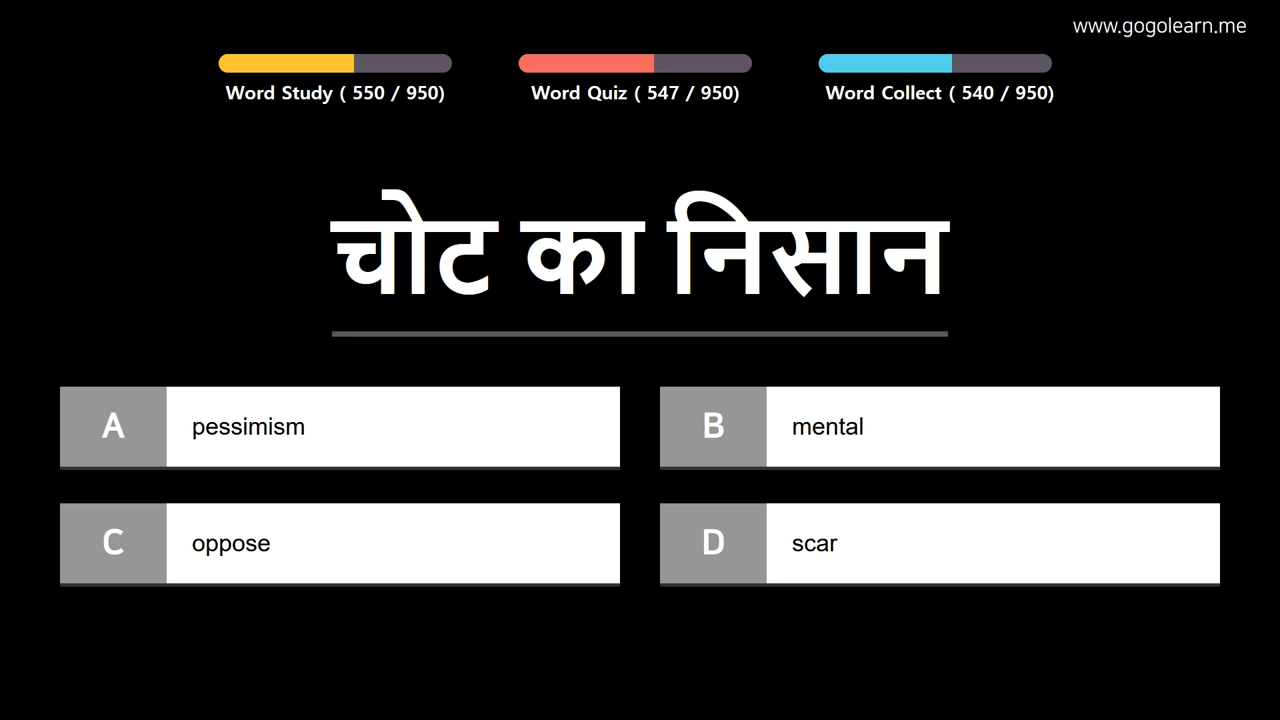 www.gogolearn.me
Word Study ( 550 / 950)
Word Quiz ( 547 / 950)
Word Collect ( 540 / 950)
चोट का निसान
A pessimism
B mental
C oppose
D scar